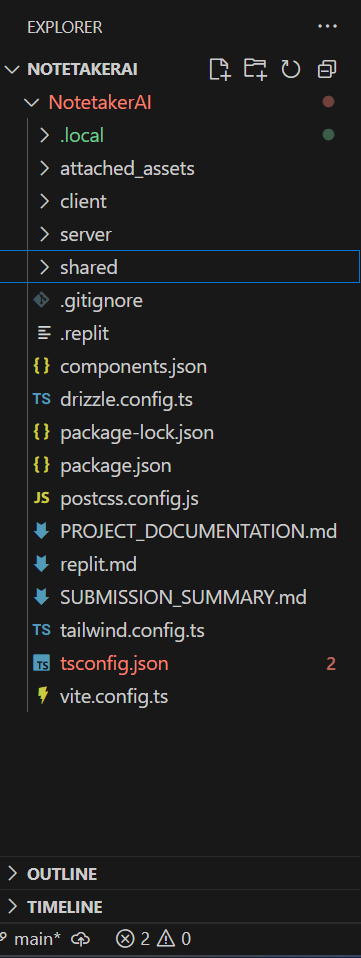 EXPLORER
NOTETAKERAI
NotetakerAI
.local
attached_assets
client
server
shared
.gitignore
.replit
{} components.json
TS drizzle.config.ts
{} package-lock.json
{} package.json
JS postcss.config.js
PROJECT_DOCUMENTATION.md
replit.md
SUBMISSION_SUMMARY.md
TS tailwind.config.ts
TS tsconfig.json 2
vite.config.ts
OUTLINE
TIMELINE
main* 2 0